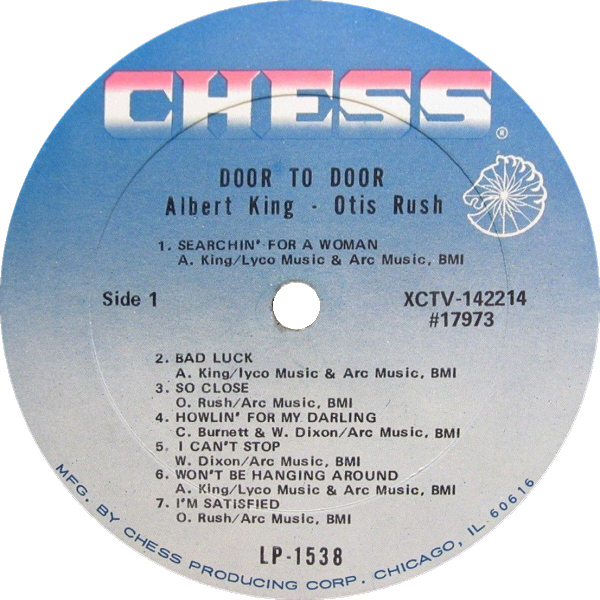 CHESS
®
DOOR TO DOOR
Albert King - Otis Rush
1. SEARCHIN' FOR A WOMAN
A. King/Lyco Music & Arc Music, BMI
Side 1
XCTV-142214
#17973
2. BAD LUCK
A. King/lyco Music & Arc Music, BMI
3. SO CLOSE
O. Rush/Arc Music, BMI
4. HOWLIN' FOR MY DARLING
C. Burnett & W. Dixon/Arc Music, BMI
5. I CAN'T STOP
W. Dixon/Arc Music, BMI
6. WON'T BE HANGING AROUND
A. King/Lyco Music & Arc Music, BMI
7. I'M SATiSFIED
O. Rush/Arc Music, BMI
LP-1538
MFG. BY CHESS PRODUCING CORP. CHICAGO, IL 60616